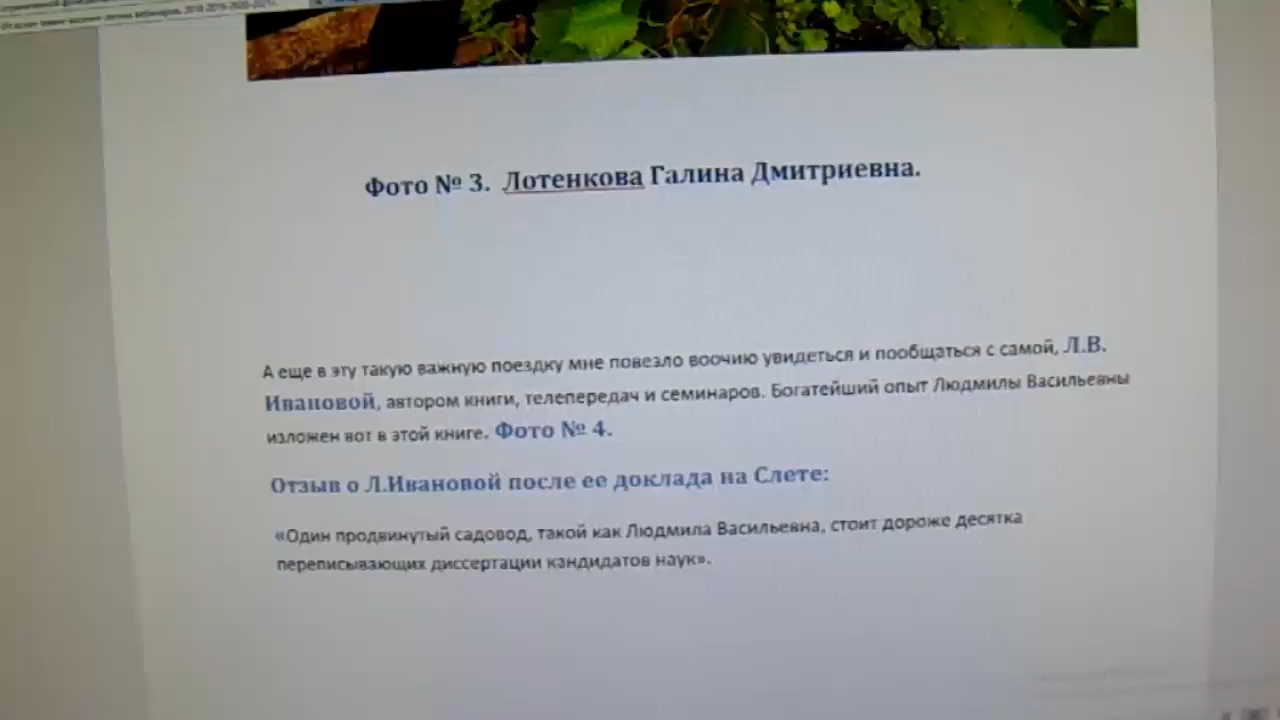 Фото № 3. Лотенкова Галина Дмитриевна.
А еще в эту такую важную поездку мне повезло воочию увидеться и пообщаться с самой, Л.В.
Ивановой, автором книги, телепередач и семинаров. Богатейший опыт Людмилы Васильевны
изложен вот в этой книге. Фото № 4.
Отзыв о Л.Ивановой после ее доклада на Слете:
«Один продвинутый садовод, такой как Людмила Васильевна, стоит дороже десятка
переписывающих диссертации кандидатов наук».